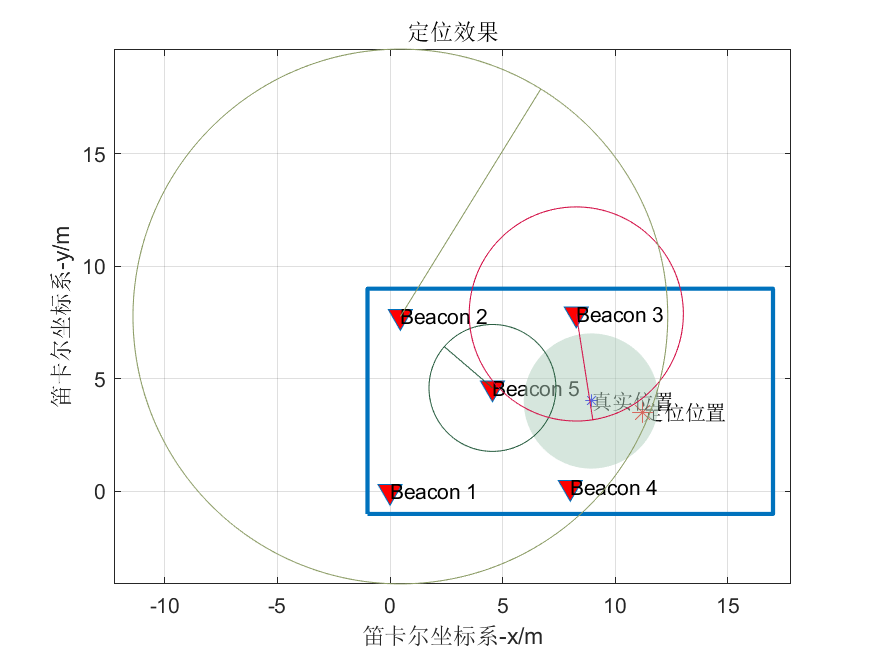 定位效果
笛卡尔坐标系-y/m
15
10
5
0
Beacon 2
Beacon 3
Beacon 5
真实位置
定位位置
Beacon 1
Beacon 4
-10
-5
0
5
10
15
笛卡尔坐标系-x/m